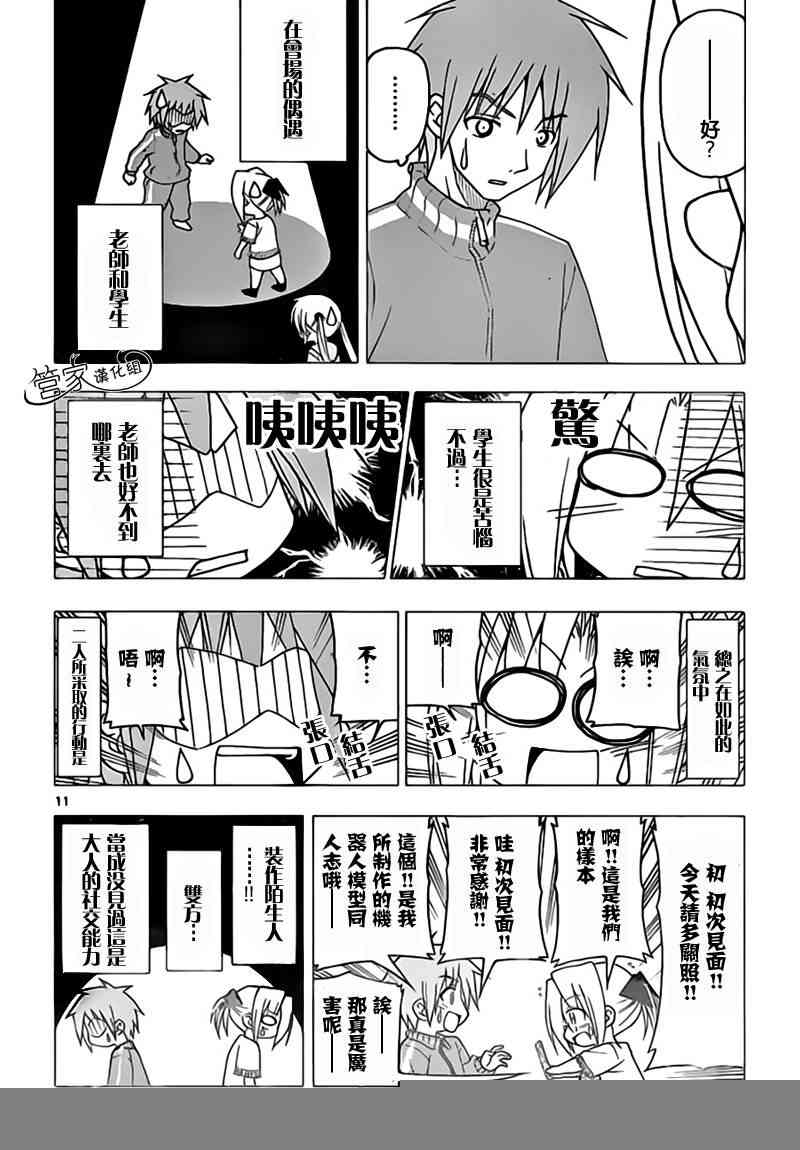 ——好?
………
在會場的偶遇
老師和學生
管家
漢化組
驚
學生很是苦惱
不過…
咦咦咦
老師也好不到
哪裏去
總之在如此的
氣氛中
啊…
誒…
啊——
張口
結舌
不…
啊…
唔~
張口
結舌
二人所采取的行動是
11
初 初次見面!!
今天請多關照!!
啊!!這是我們
的樣本
哇 初次見面!!
非常感謝!!
這個!!是我
所制作的機
器人模型同
人志哦——
誒——
那真是厲
害呢——
裝作陌生人
……!!
雙方…
當成没見過這是
大人的社交能力